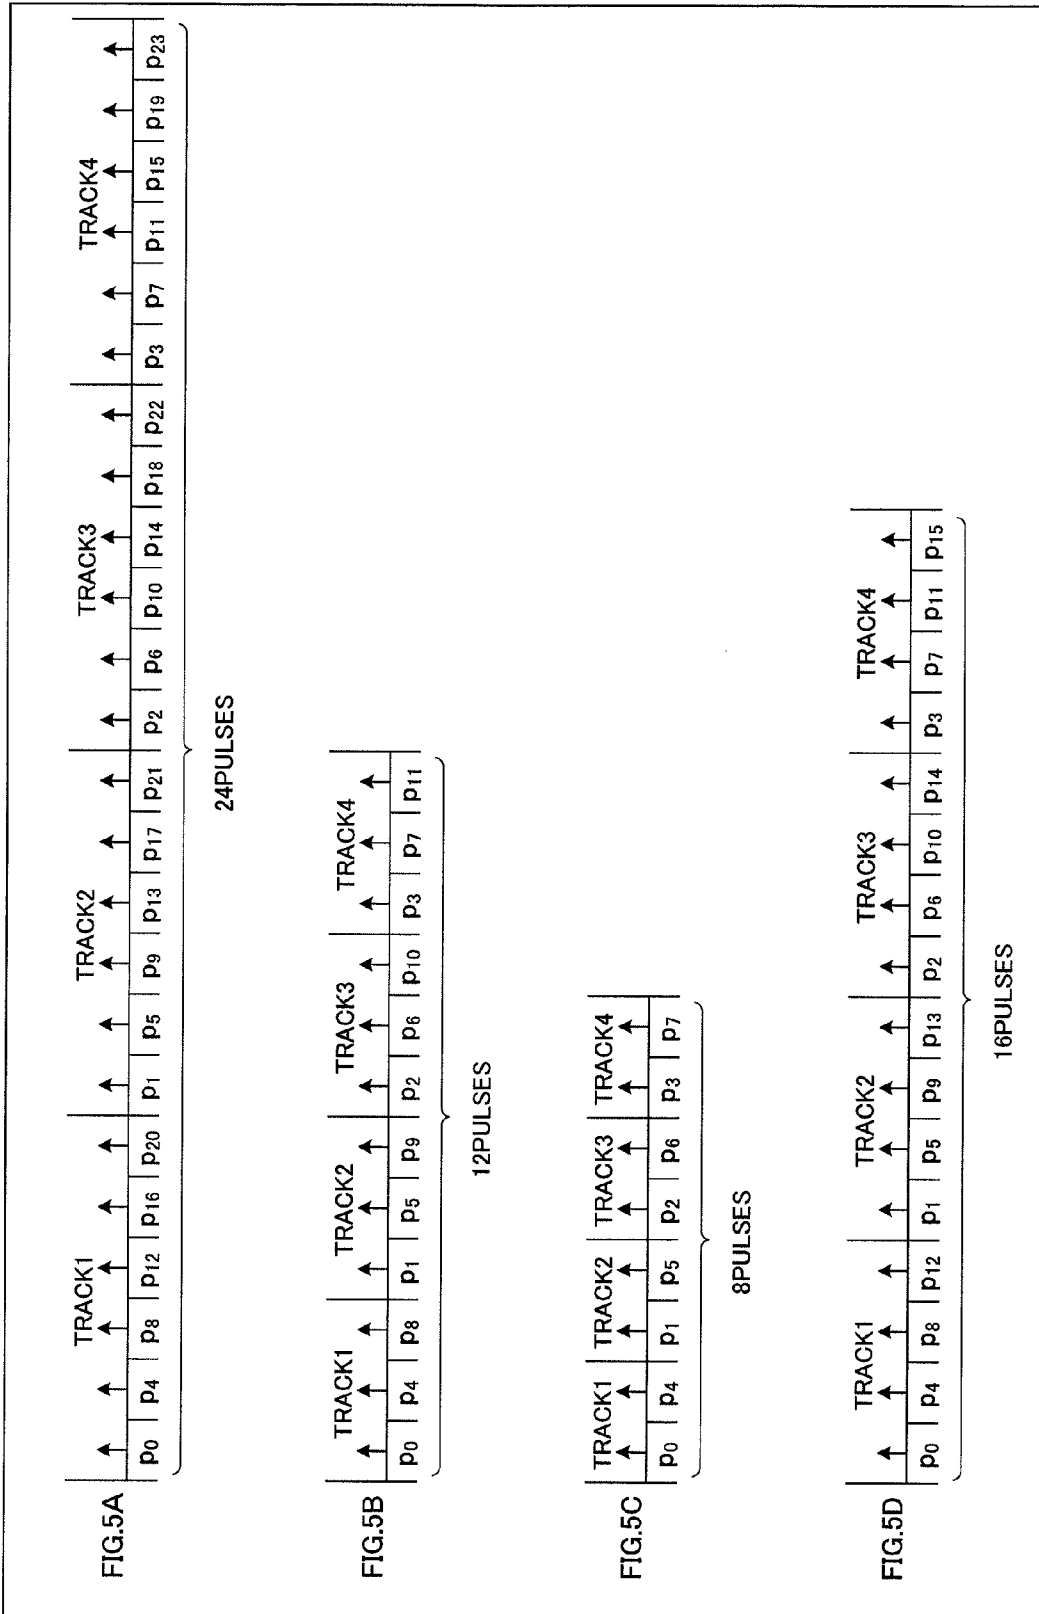 FIG.5A
TRACK1 TRACK2 TRACK3 TRACK4
p0 p4 p8 p12 p16 p20 p1 p5 p9 p13 p17 p21 p2 p6 p10 p14 p18 p22 p3 p7 p11 p15 p19 p23
24PULSES
FIG.5B
TRACK1 TRACK2 TRACK3 TRACK4
p0 p4 p8 p1 p5 p9 p2 p6 p10 p3 p7 p11
12PULSES
FIG.5C
TRACK1 TRACK2 TRACK3 TRACK4
p0 p4 p1 p5 p2 p6 p3 p7
8PULSES
FIG.5D
TRACK1 TRACK2 TRACK3 TRACK4
p0 p4 p8 p12 p1 p5 p9 p13 p2 p6 p10 p14 p3 p7 p11 p15
16PULSES